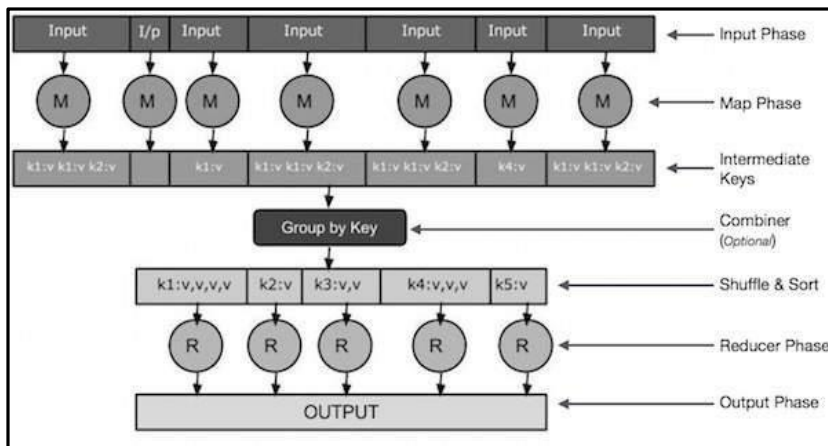 Input I/p Input Input Input Input Input Input Phase
M M M M M M M Map Phase
k1:v k1:v k2:v k1:v k1:v k1:v k2:v k1:v k1:v k2:v k4:v k1:v k1:v k2:v Intermediate
Keys
Group by Key Combiner
(Optional)
k1:v,v,v,v k2:v k3:v,v k4:v,v,v k5:v Shuffle & Sort
R R R R R Reducer Phase
OUTPUT Output Phase